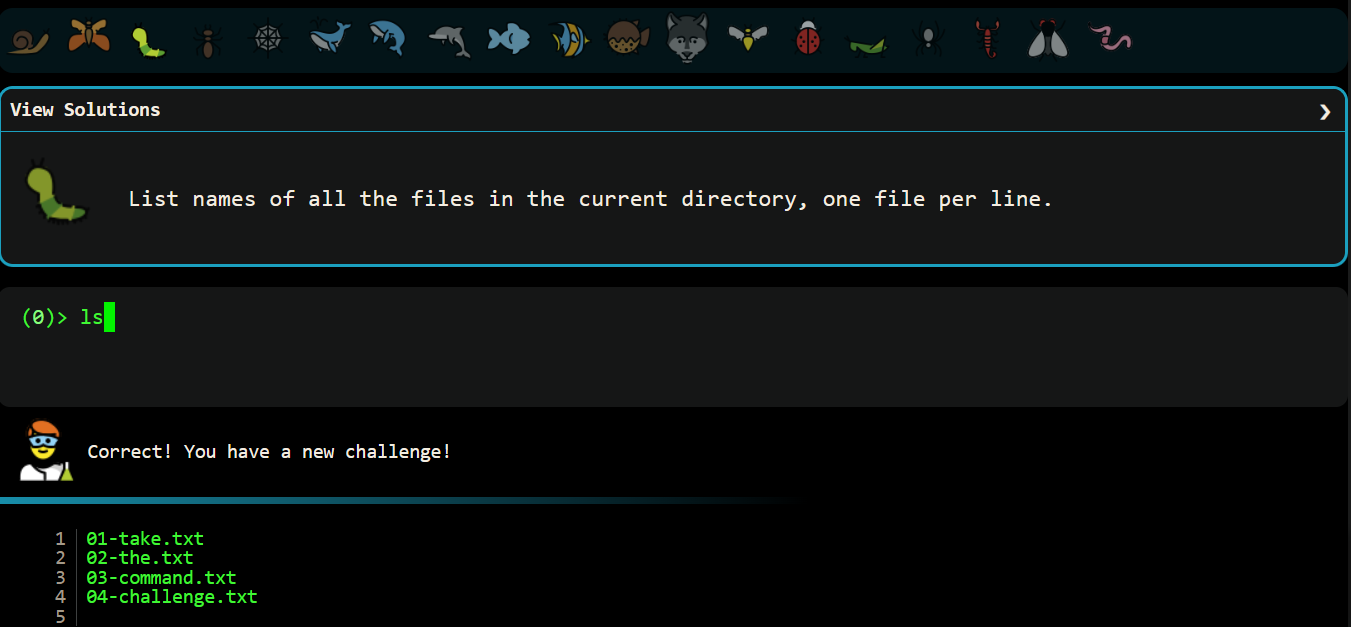 View Solutions ❯
List names of all the files in the current directory, one file per line.
(0)> ls
Correct! You have a new challenge!
1 01-take.txt
2 02-the.txt
3 03-command.txt
4 04-challenge.txt
5